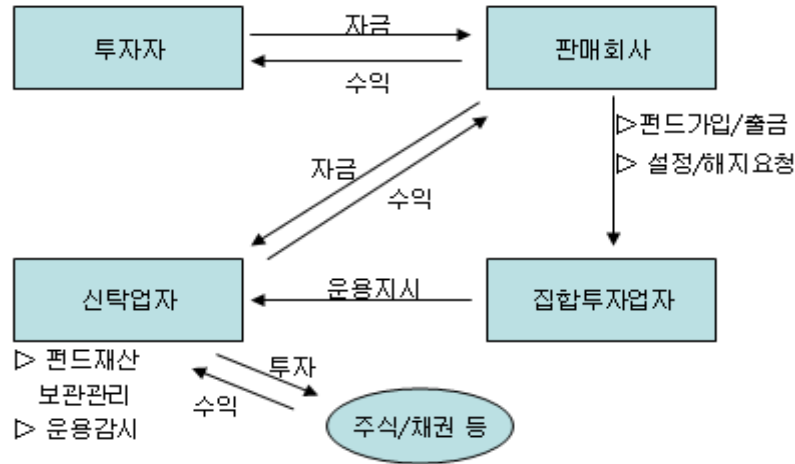 자금
투자자
판매회사
수익
▷펀드가입/출금
▷ 설정/해지요청
자금
수익
신탁업자
운용지시
집합투자업자
▷ 펀드재산
보관관리
▷ 운용감시
투자
수익
주식/채권 등